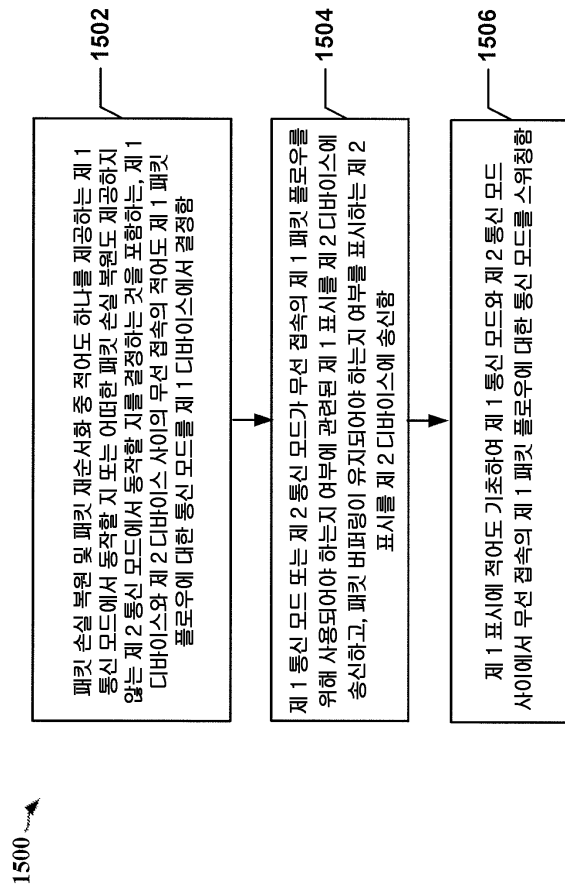 1500
패킷 손실 복원 및 패킷 재순서화 중 적어도 하나를 제공하는 제 1
통신 모드에서 동작할 지 또는 어떠한 패킷 손실 복원도 제공하지
않는 제 2 통신 모드에서 동작할 지를 결정하는 것을 포함하는, 제 1
디바이스와 제 2 디바이스 사이의 무선 접속의 적어도 제 1 패킷
플로우에 대한 통신 모드를 제 1 디바이스에서 결정함
1502
제 1 통신 모드 또는 제 2 통신 모드가 무선 접속의 제 1 패킷 플로우를
위해 사용되어야 하는지 여부에 관련된 제 1 표시를 제 2 디바이스에
송신하고, 패킷 버퍼링이 유지되어야 하는지 여부를 표시하는 제 2
표시를 제 2 디바이스에 송신함
1504
제 1 표시에 적어도 기초하여 제 1 통신 모드와 제 2 통신 모드
사이에서 무선 접속의 제 1 패킷 플로우에 대한 통신 모드를 스위칭함
1506